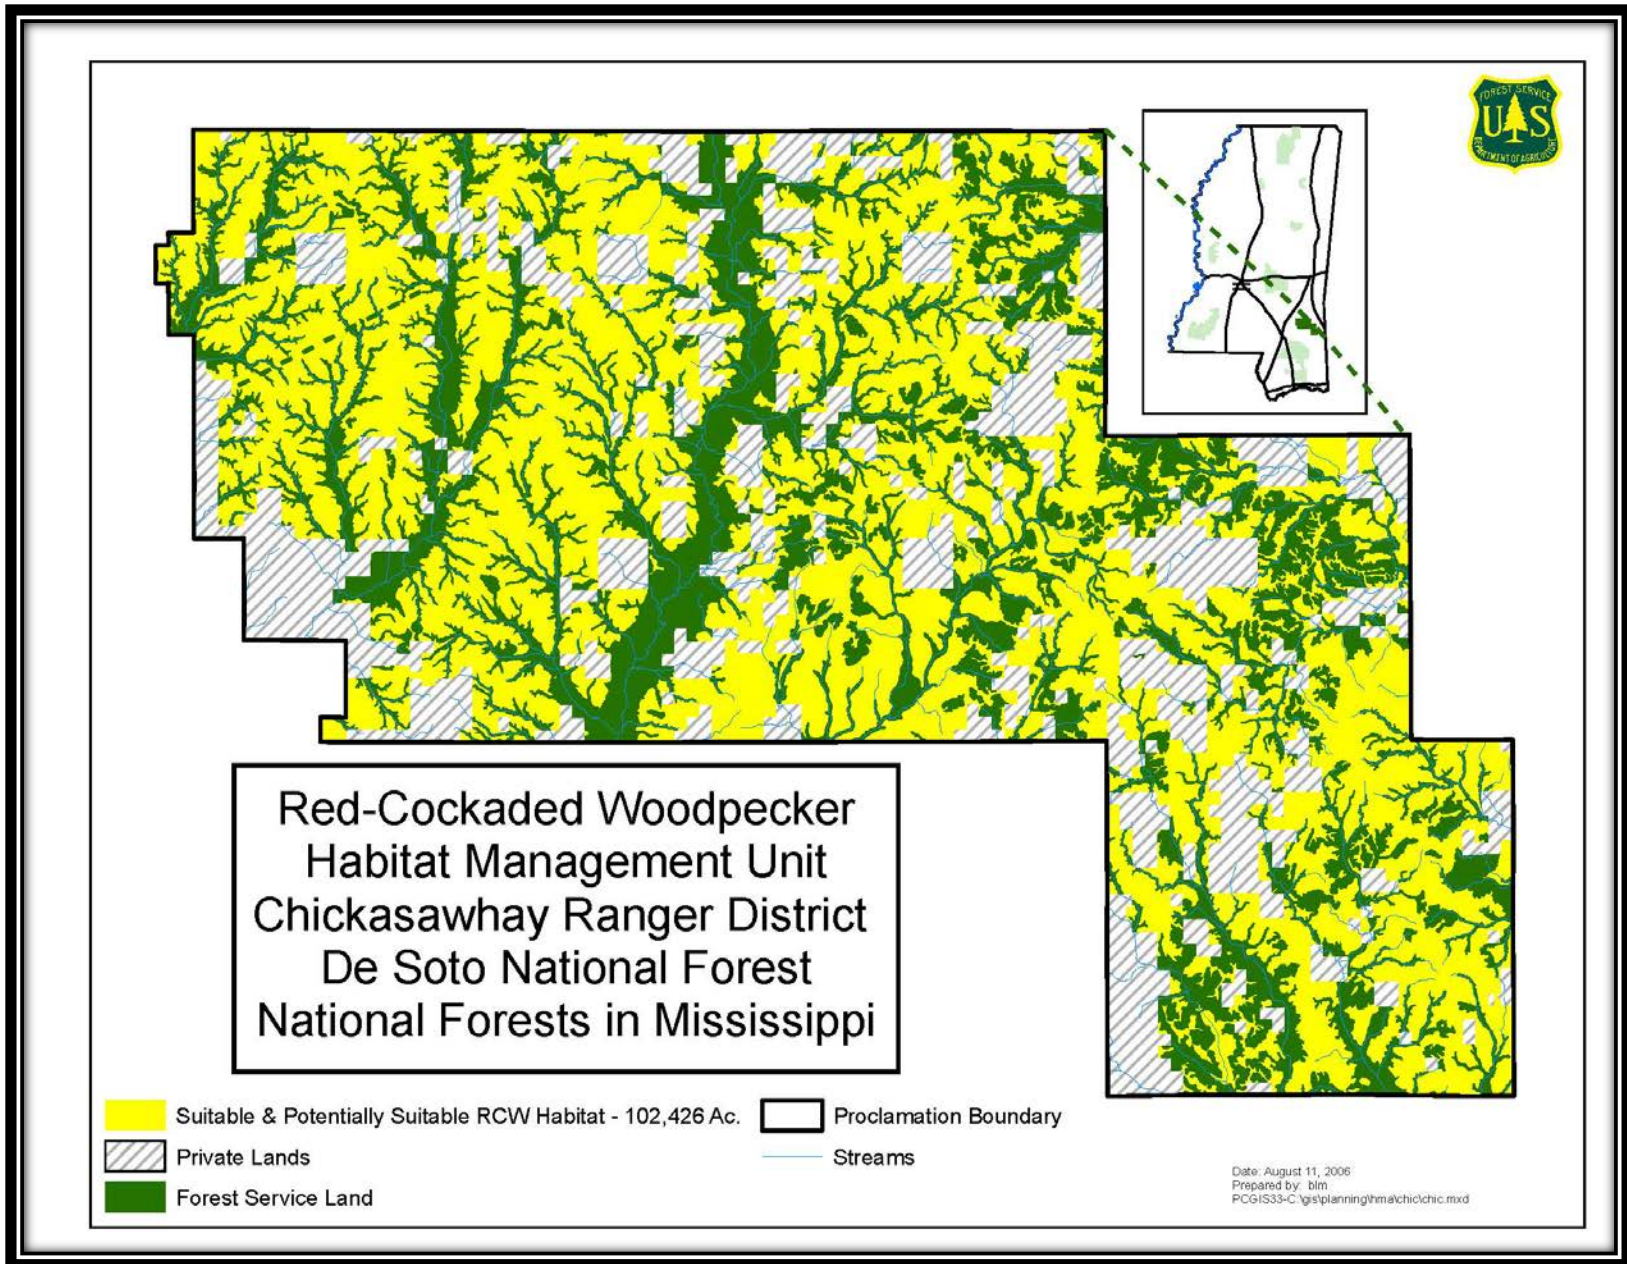 FOREST SERVICE
US
DEPARTMENT OF AGRICULTURE
Red-Cockaded Woodpecker
Habitat Management Unit
Chickasawhay Ranger District
De Soto National Forest
National Forests in Mississippi
Suitable & Potentially Suitable RCW Habitat - 102,426 Ac.
Private Lands
Forest Service Land
Proclamation Boundary
Streams
Date: August 11, 2006
Prepared by: blm
PCGIS33-C:\gis\planning\hma\chic\chic.mxd